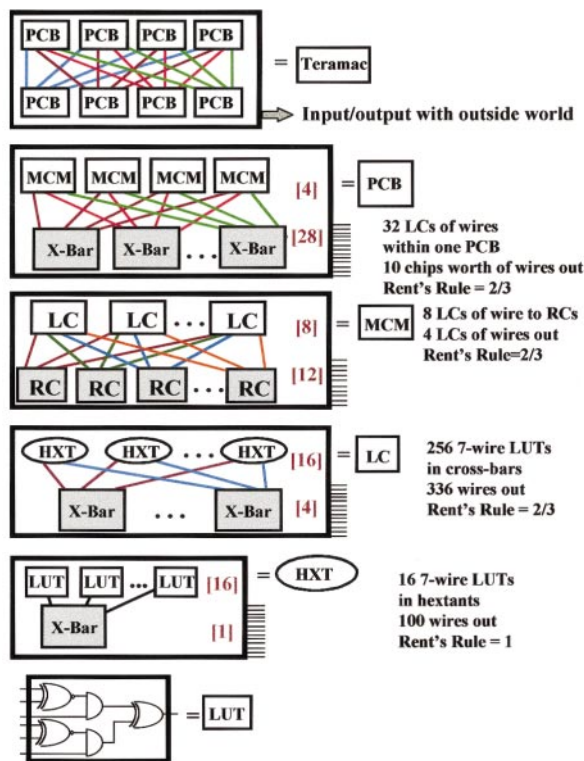 PCB PCB PCB PCB
= Teramac
PCB PCB PCB PCB
Input/output with outside world
MCM MCM MCM MCM [4] = PCB
X-Bar X-Bar ... X-Bar [28]
32 LCs of wires
within one PCB
10 chips worth of wires out
Rent's Rule = 2/3
LC LC ... LC [8] = MCM
RC RC RC ... RC [12]
8 LCs of wire to RCs
4 LCs of wires out
Rent's Rule=2/3
HXT HXT ... HXT [16] = LC
X-Bar ... X-Bar [4]
256 7-wire LUTs
in cross-bars
336 wires out
Rent's Rule = 2/3
LUT LUT ... LUT [16] = HXT
X-Bar [1]
16 7-wire LUTs
in hextants
100 wires out
Rent's Rule = 1
= LUT